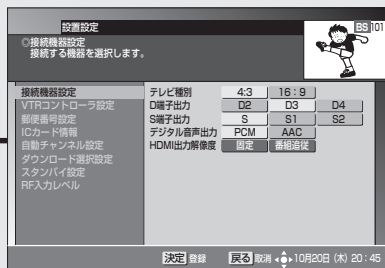 設置設定
BS 101
◎接続機器設定
接続する機器を選択します。
接続機器設定
VTRコントローラ設定
郵便番号設定
ICカード情報
自動チャンネル設定
ダウンロード選択設定
スタンバイ設定
RF入力レベル
テレビ種別 4:3 16:9
D端子出力 D2 D3 D4
S端子出力 S S1 S2
デジタル音声出力 PCM AAC
HDMI出力解像度 固定 番組追従
決定 登録 戻る 取消 10月20日 (木) 20:45